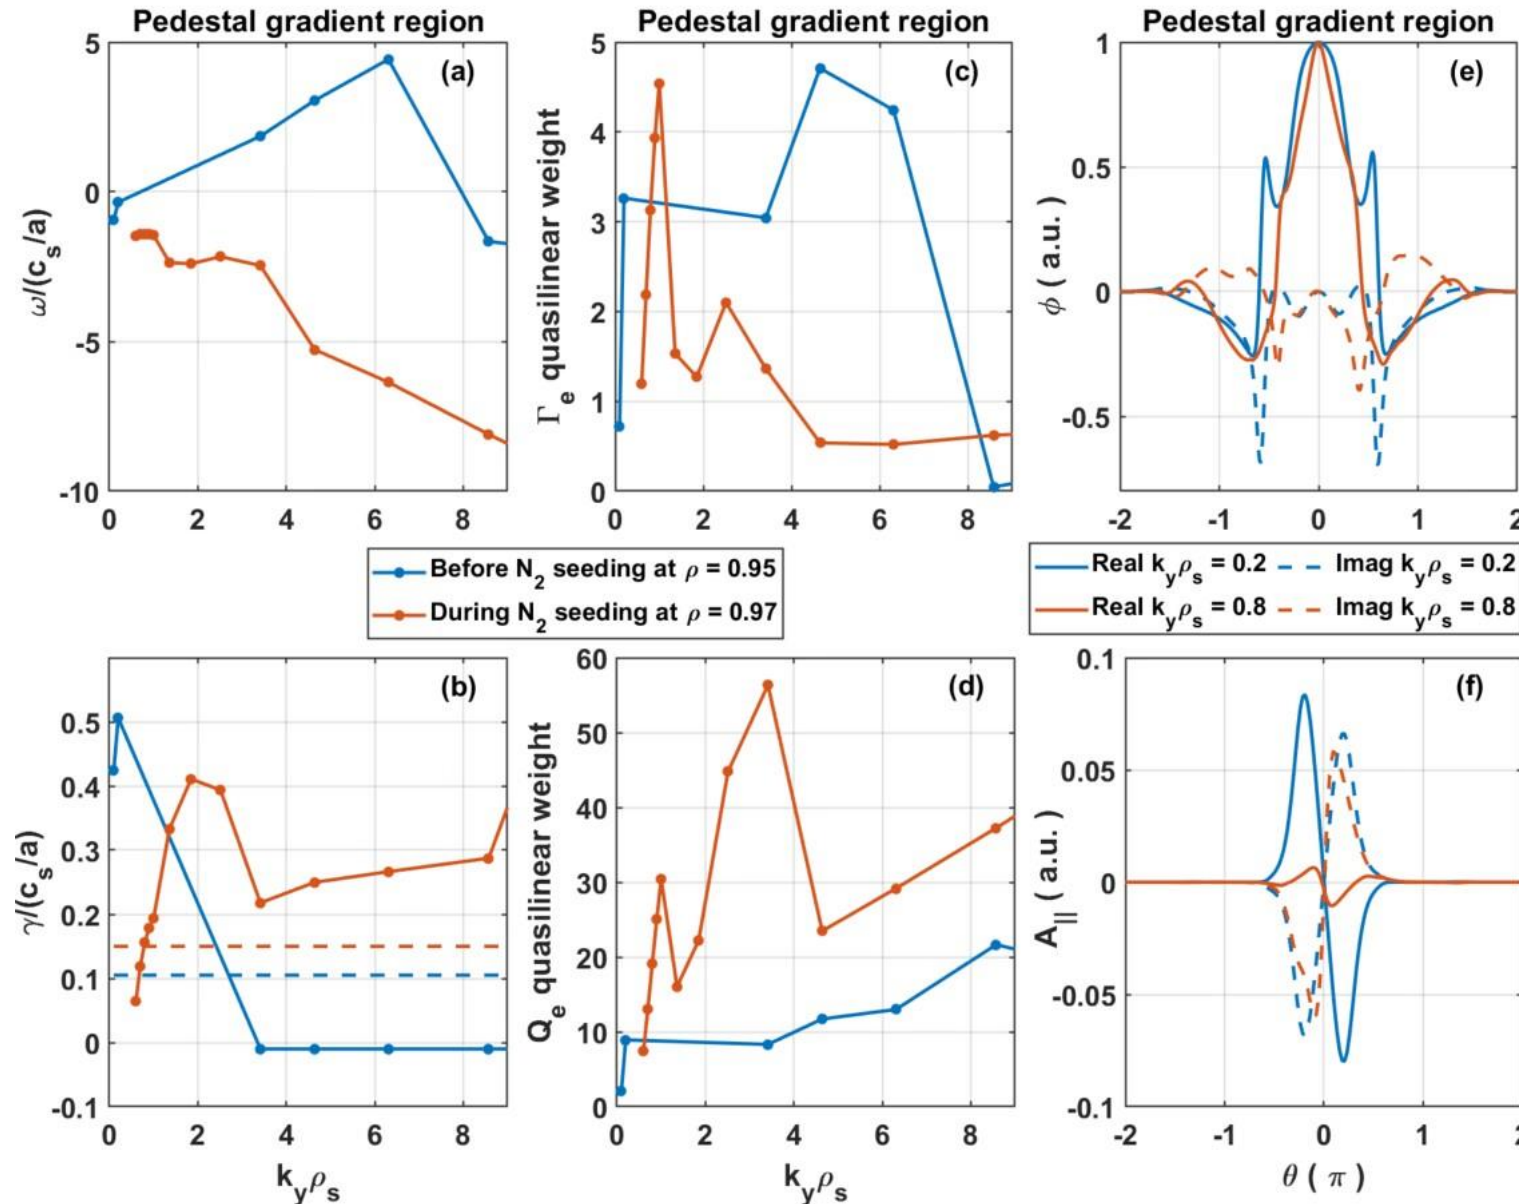 Pedestal gradient region
(a)
ω/(c_s/a)
5
0
-5
-10
0 2 4 6 8
Pedestal gradient region
(c)
Γ_e quasilinear weight
5
4
3
2
1
0
0 2 4 6 8
Pedestal gradient region
(e)
ϕ ( a.u. )
1
0.5
0
-0.5
-2 -1 0 1 2
Before N_2 seeding at ρ = 0.95
During N_2 seeding at ρ = 0.97
Real k_yρ_s = 0.2 Imag k_yρ_s = 0.2
Real k_yρ_s = 0.8 Imag k_yρ_s = 0.8
(b)
γ/(c_s/a)
0.5
0.4
0.3
0.2
0.1
0
-0.1
0 2 4 6 8
k_yρ_s
(d)
Q_e quasilinear weight
60
50
40
30
20
10
0
0 2 4 6 8
k_yρ_s
(f)
A_|| ( a.u. )
0.1
0.05
0
-0.05
-0.1
-2 -1 0 1 2
θ ( π )